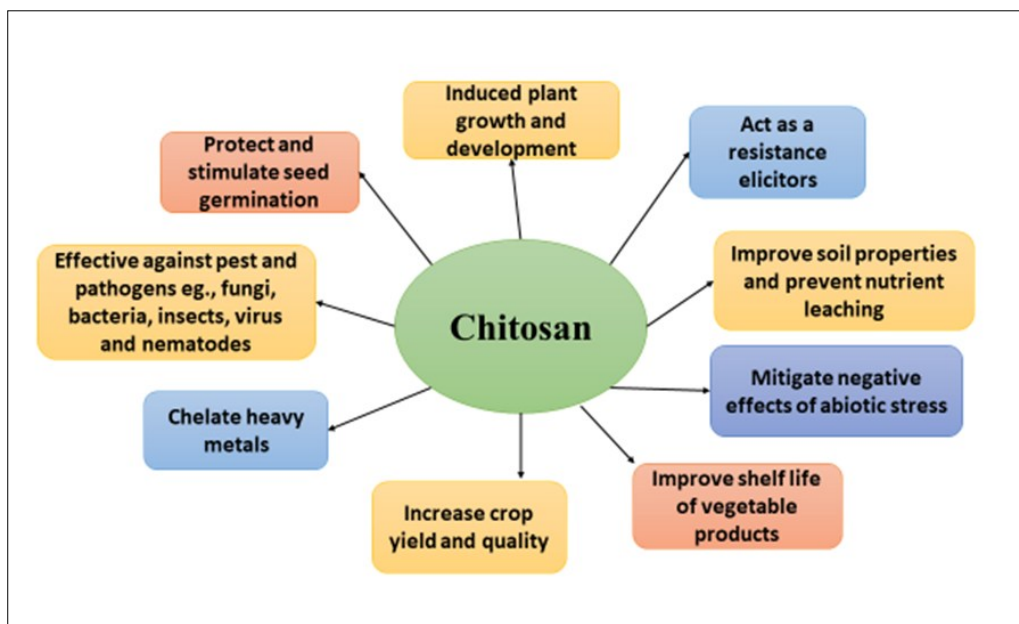 Induced plant
growth and
development
Act as a
resistance
elicitors
Protect and
stimulate seed
germination
Improve soil properties
and prevent nutrient
leaching
Effective against pest and
pathogens eg., fungi,
bacteria, insects, virus
and nematodes
Chitosan
Mitigate negative
effects of abiotic stress
Chelate heavy
metals
Improve shelf life
of vegetable
products
Increase crop
yield and quality